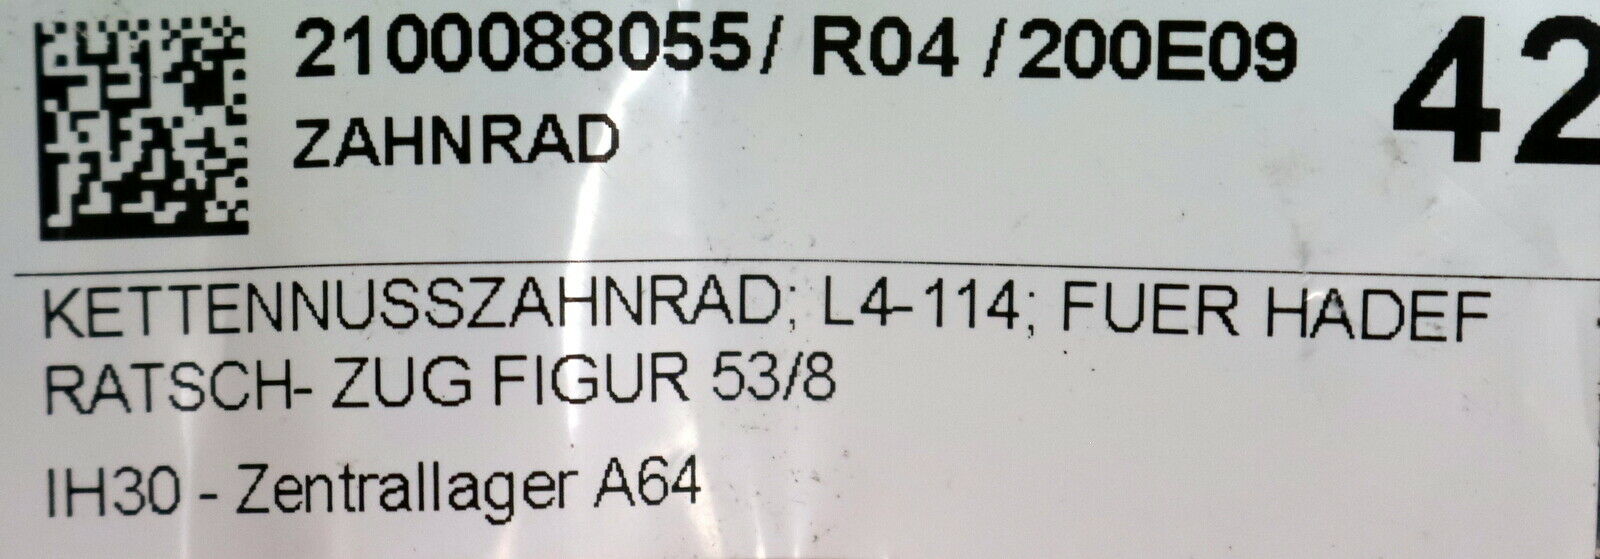 2100088055/ R04 /200E09
42
ZAHNRAD
KETTENNUSSZAHNRAD; L4-114; FUER HADEF
RATSCH- ZUG FIGUR 53/8
IH30 - Zentrallager A64